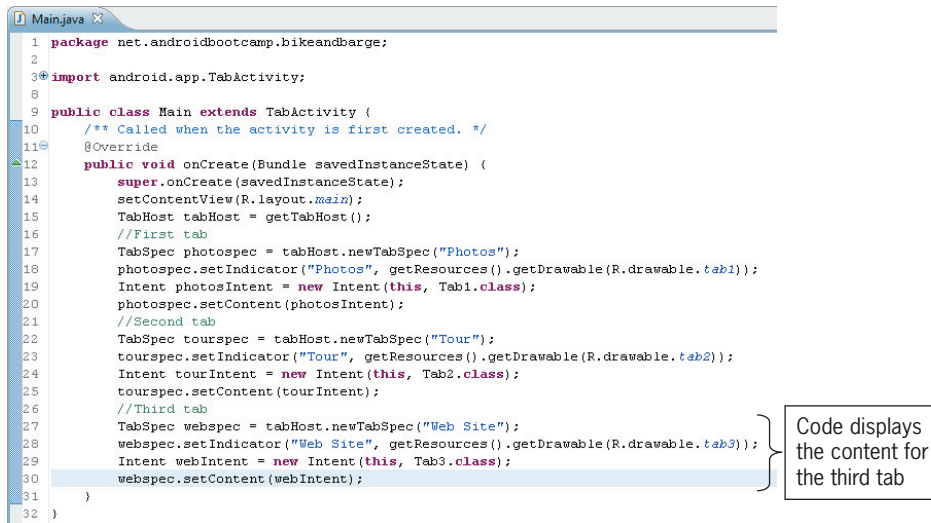 Main.java
1 package net.androidbootcamp.bikeandbarge;
2
3 import android.app.TabActivity;
8
9 public class Main extends TabActivity {
10 /** Called when the activity is first created. */
11 @Override
12 public void onCreate(Bundle savedInstanceState) {
13 super.onCreate(savedInstanceState);
14 setContentView(R.layout.main);
15 TabHost tabHost = getTabHost();
16 //First tab
17 TabSpec photospec = tabHost.newTabSpec("Photos");
18 photospec.setIndicator("Photos", getResources().getDrawable(R.drawable.tab1));
19 Intent photosIntent = new Intent(this, Tab1.class);
20 photospec.setContent(photosIntent);
21 //Second tab
22 TabSpec tourspec = tabHost.newTabSpec("Tour");
23 tourspec.setIndicator("Tour", getResources().getDrawable(R.drawable.tab2));
24 Intent tourIntent = new Intent(this, Tab2.class);
25 tourspec.setContent(tourIntent);
26 //Third tab
27 TabSpec webspec = tabHost.newTabSpec("Web Site");
28 webspec.setIndicator("Web Site", getResources().getDrawable(R.drawable.tab3));
29 Intent webIntent = new Intent(this, Tab3.class);
30 webspec.setContent(webIntent);
31 }
32 }
Code displays
the content for
the third tab